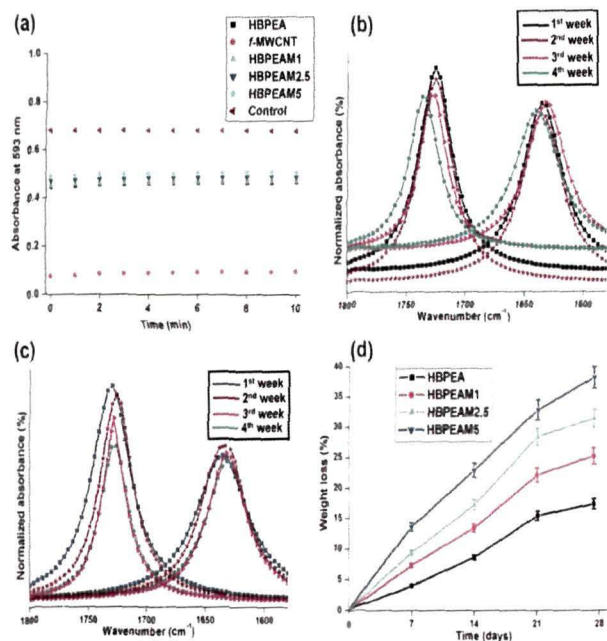 (a)
HBPEA
f-MWCNT
HBPEAM1
HBPEAM2.5
HBPEAM5
Control
Absorbance at 593 nm
1.0
0.8
0.6
0.4
0.2
0.0
0 2 4 6 8 10
Time (min)
(b)
1st week
2nd week
3rd week
4th week
Normalized absorbance (%)
1800 1750 1700 1650 1600
Wavenumber (cm-1)
(c)
1st week
2nd week
3rd week
4th week
Normalized absorbance (%)
1800 1750 1700 1650 1600
Wavenumber (cm-1)
(d)
HBPEA
HBPEAM1
HBPEAM2.5
HBPEAM5
Weight loss (%)
40
35
30
25
20
15
10
5
0
0 7 14 21 28
Time (days)